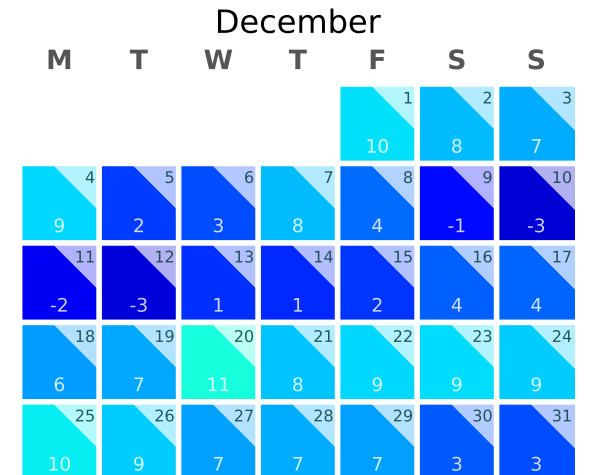 December
M T W T F S S
1 2 3
10 8 7
4 5 6 7 8 9 10
9 2 3 8 4 -1 -3
11 12 13 14 15 16 17
-2 -3 1 1 2 4 4
18 19 20 21 22 23 24
6 7 11 8 9 9 9
25 26 27 28 29 30 31
10 9 7 7 7 3 3